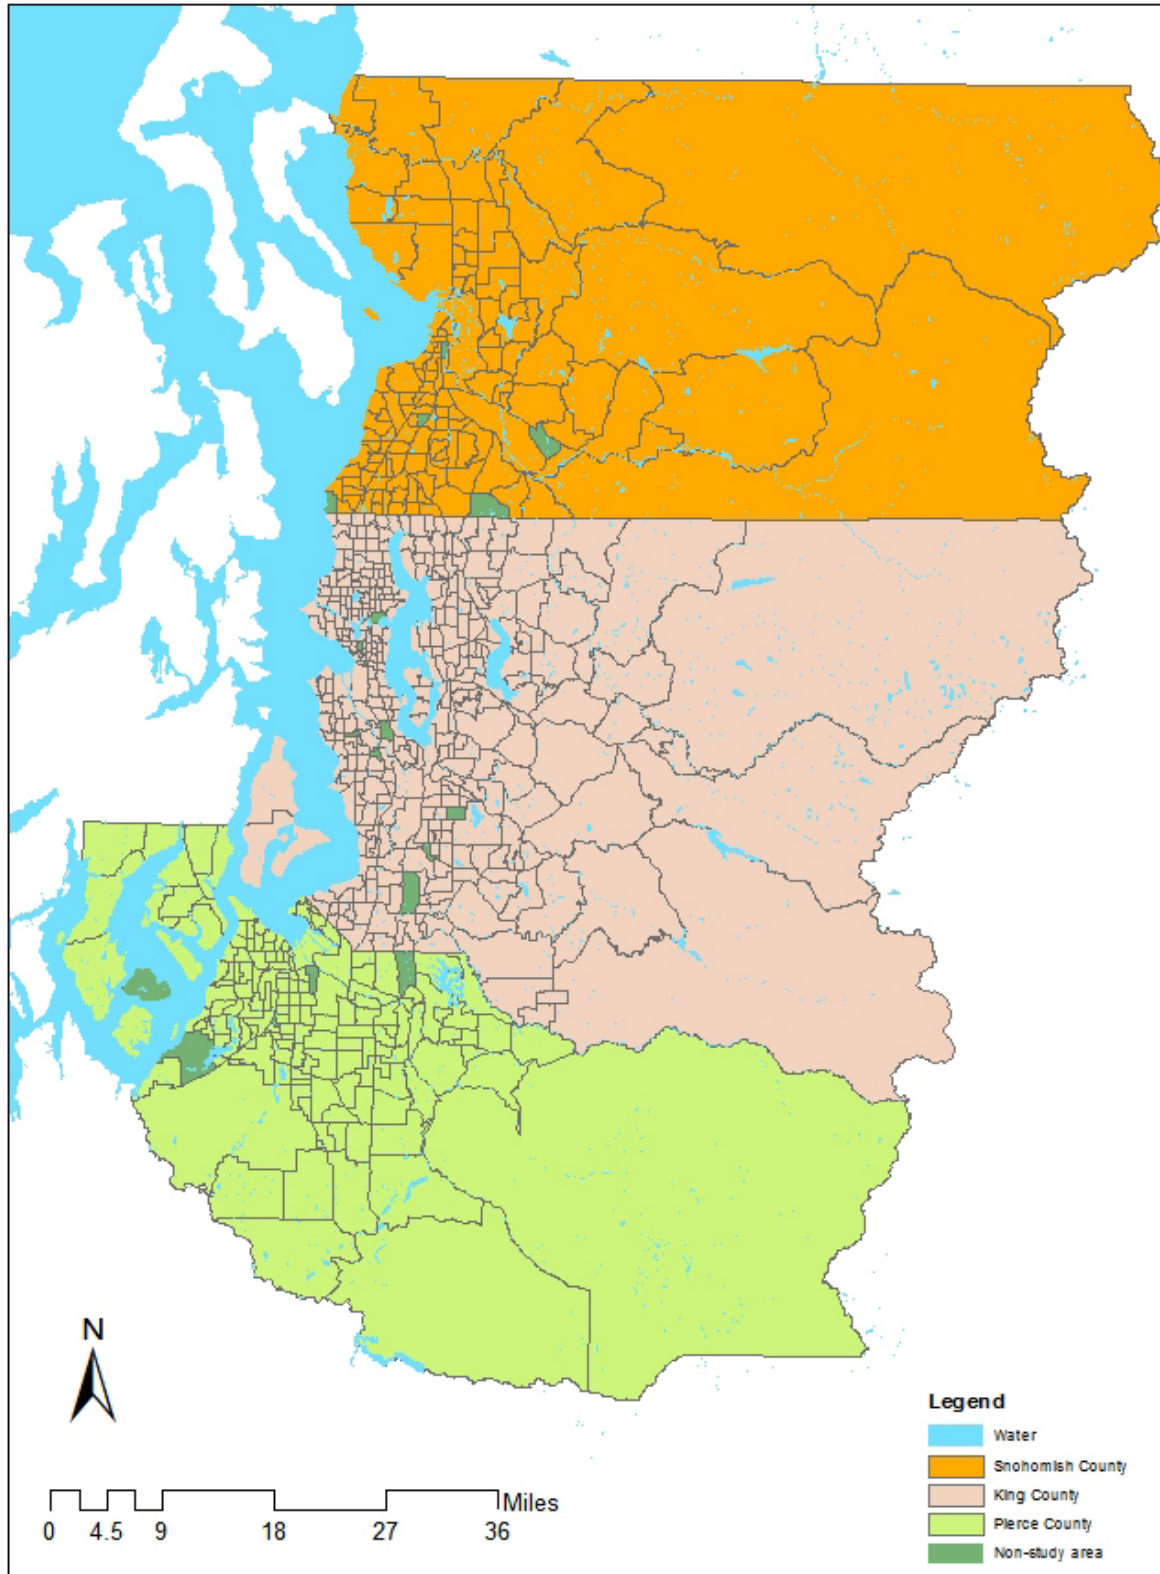 N
Miles
0 4.5 9 18 27 36
Legend
Water
Snohomish County
King County
Pierce County
Non-study area